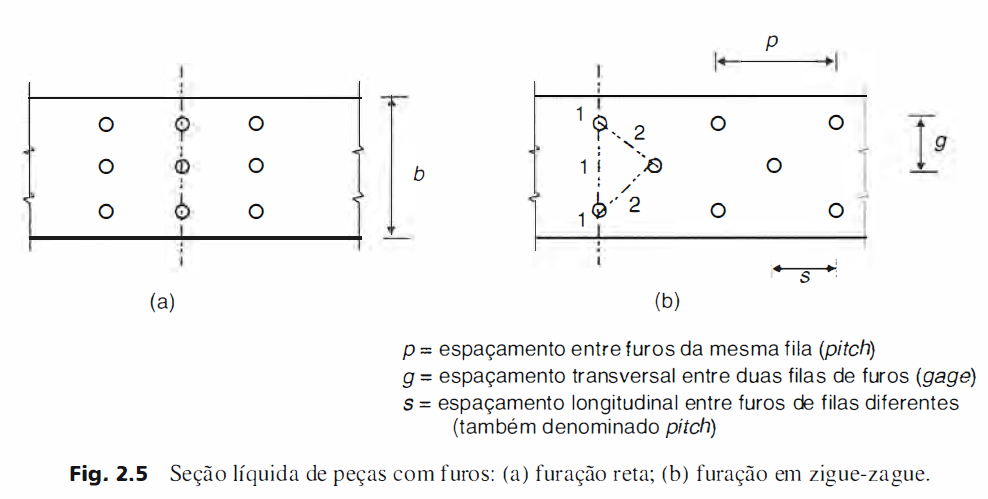 p
1
2
g
b
1
1
2
s
(a)
(b)
p = espaçamento entre furos da mesma fila (pitch)
g = espaçamento transversal entre duas filas de furos (gage)
s = espaçamento longitudinal entre furos de filas diferentes
(também denominado pitch)
Fig. 2.5 Seção líquida de peças com furos: (a) furação reta; (b) furação em zigue-zague.